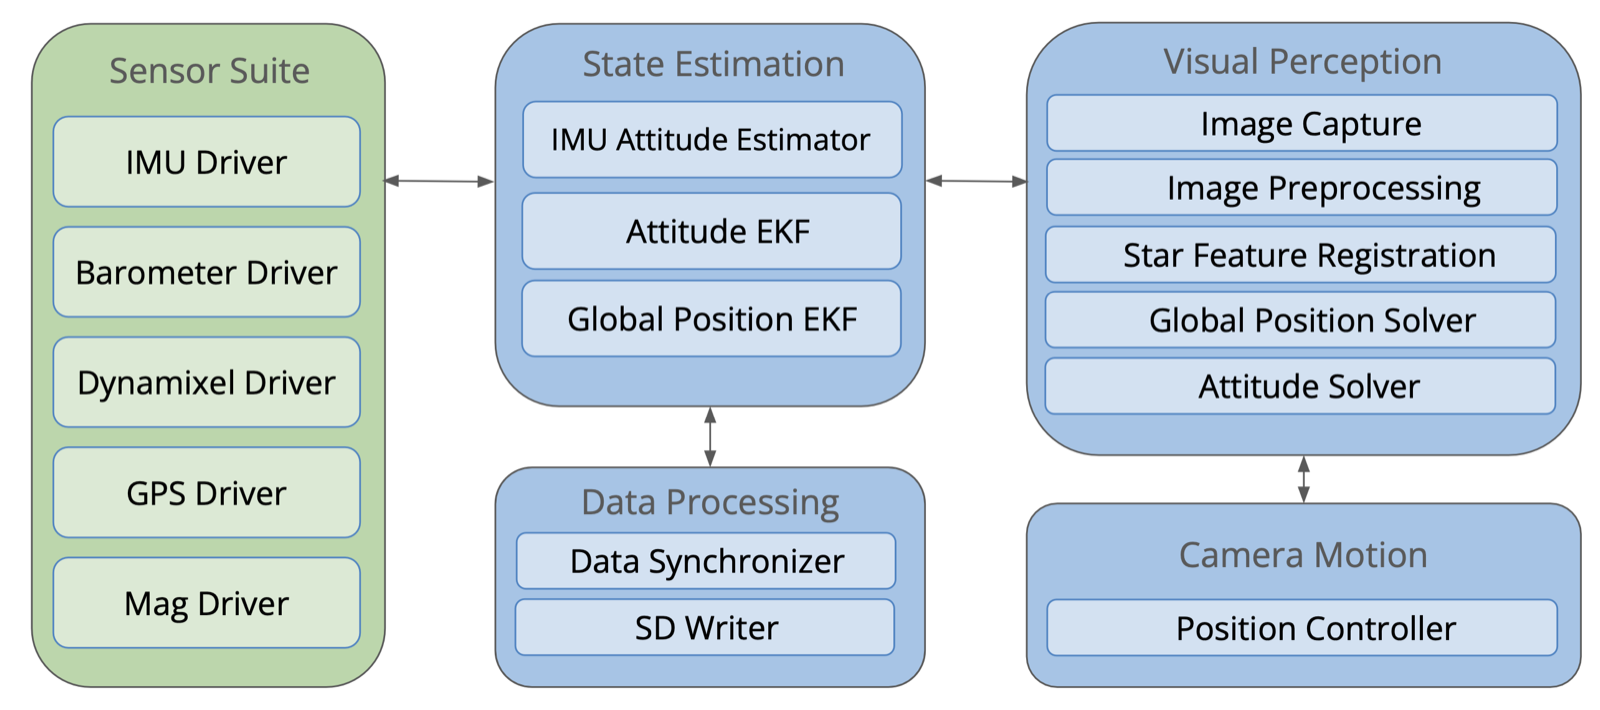 Sensor Suite
IMU Driver
Barometer Driver
Dynamixel Driver
GPS Driver
Mag Driver
State Estimation
IMU Attitude Estimator
Attitude EKF
Global Position EKF
Data Processing
Data Synchronizer
SD Writer
Visual Perception
Image Capture
Image Preprocessing
Star Feature Registration
Global Position Solver
Attitude Solver
Camera Motion
Position Controller